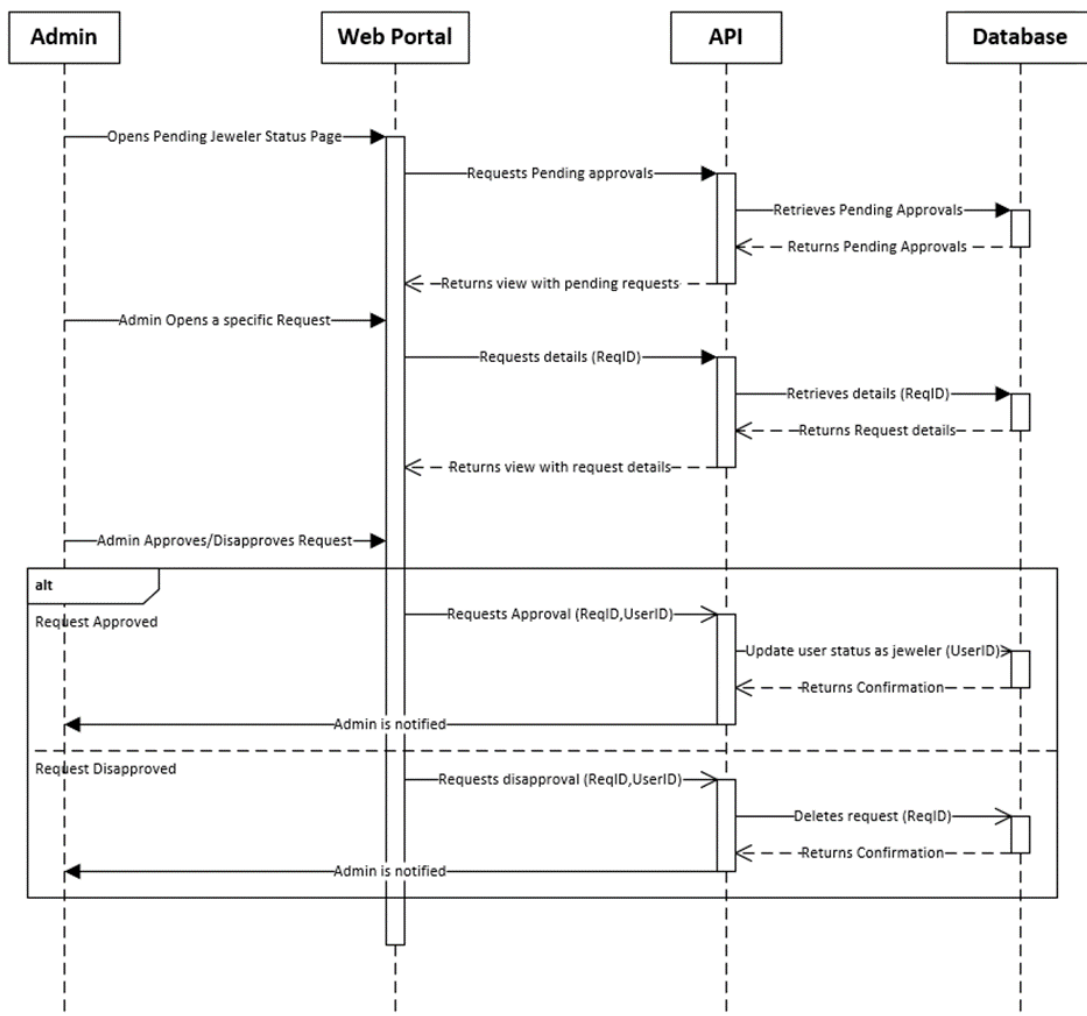 Admin
Web Portal
API
Database
Opens Pending Jeweler Status Page
Requests Pending approvals
Retrieves Pending Approvals
Returns Pending Approvals
Returns view with pending requests
Admin Opens a specific Request
Requests details (ReqID)
Retrieves details (ReqID)
Returns Request details
Returns view with request details
Admin Approves/Disapproves Request
alt
Request Approved
Requests Approval (ReqID,UserID)
Update user status as jeweler (UserID)
Returns Confirmation
Admin is notified
Request Disapproved
Requests disapproval (ReqID,UserID)
Deletes request (ReqID)
Returns Confirmation
Admin is notified